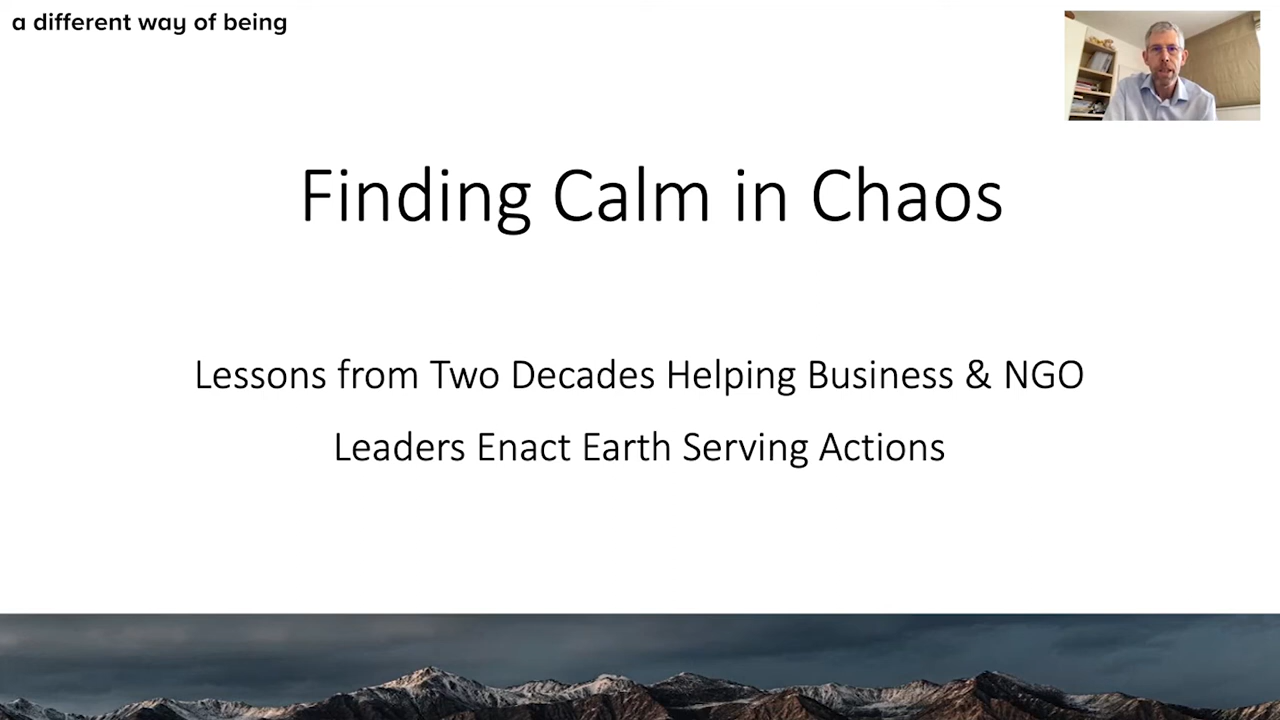 a different way of being
Finding Calm in Chaos
Lessons from Two Decades Helping Business & NGO
Leaders Enact Earth Serving Actions